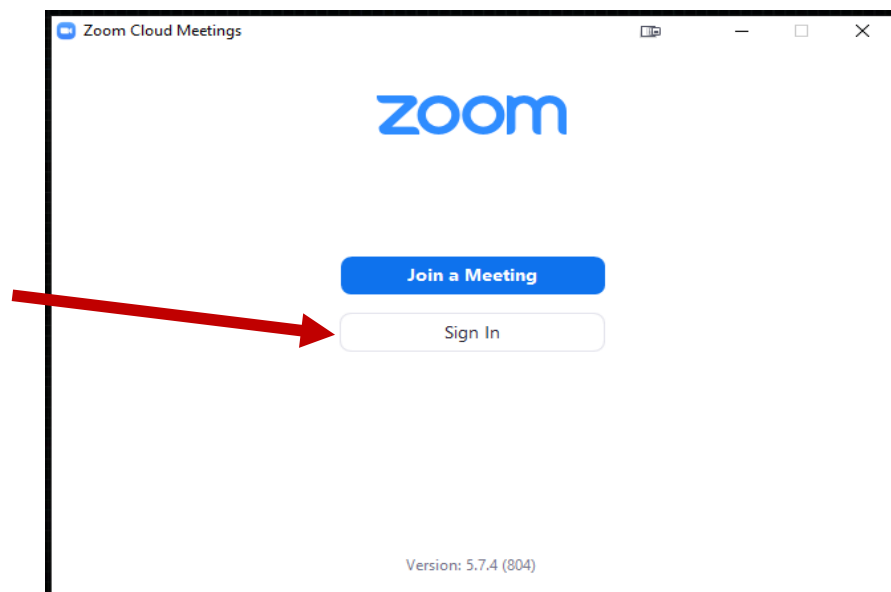 Zoom Cloud Meetings
zoom
Join a Meeting
Sign In
Version: 5.7.4 (804)